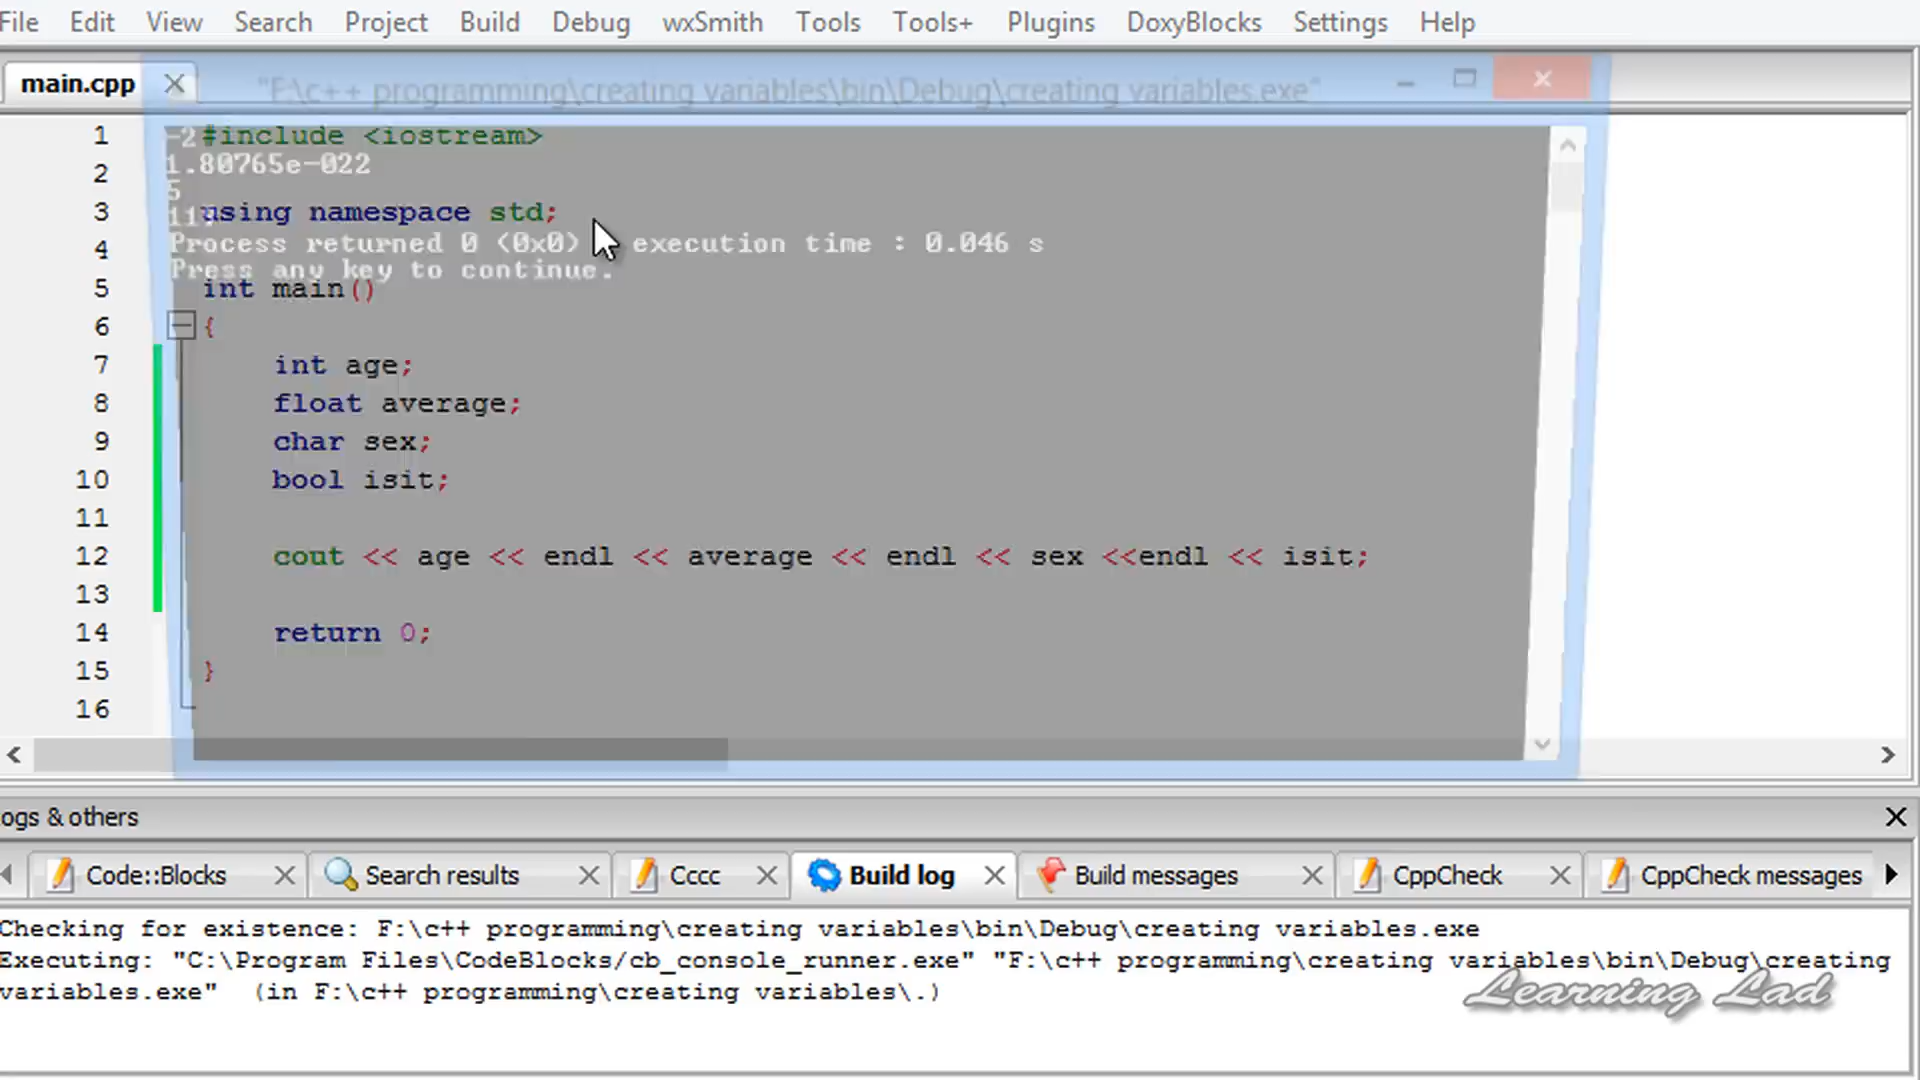 File Edit View Search Project Build Debug wxSmith Tools Tools+ Plugins DoxyBlocks Settings Help
main.cpp
"F:\c++ programming\creating variables\bin\Debug\creating variables.exe"
-2
1.80765e-022
5
Process returned 0 (0x0) execution time : 0.046 s
Press any key to continue.
1 #include <iostream>
2
3 using namespace std;
4
5 int main()
6 {
7 int age;
8 float average;
9 char sex;
10 bool isit;
11
12 cout << age << endl << average << endl << sex <<endl << isit;
13
14 return 0;
15 }
16
ogs & others
Code::Blocks Search results Cccc Build log Build messages CppCheck CppCheck messages
Checking for existence: F:\c++ programming\creating variables\bin\Debug\creating variables.exe
Executing: "C:\Program Files\CodeBlocks/cb_console_runner.exe" "F:\c++ programming\creating variables\bin\Debug\creating
variables.exe" (in F:\c++ programming\creating variables\.)
Learning Lad